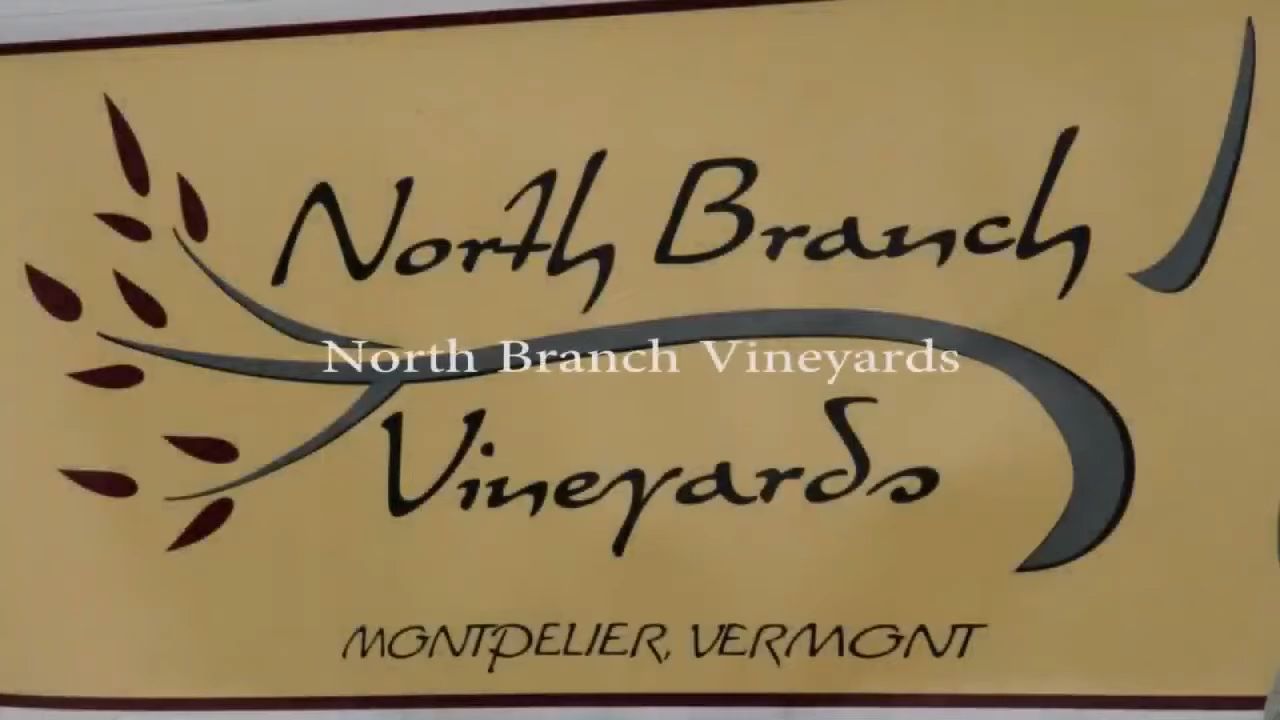 North Branch
North Branch Vineyards
Vineyards
MONTPELIER, VERMONT